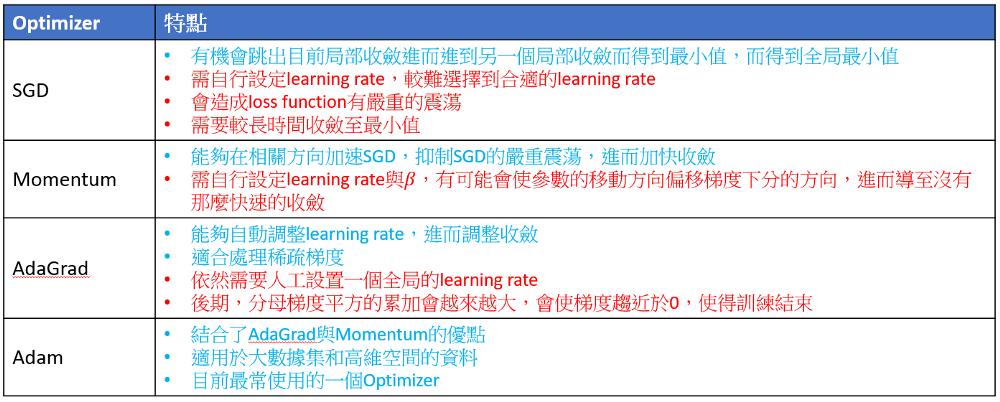 Optimizer 特點
SGD
• 有機會跳出目前局部收斂進而進到另一個局部收斂而得到最小值，而得到全局最小值
• 需自行設定learning rate，較難選擇到合適的learning rate
• 會造成loss function有嚴重的震蕩
• 需要較長時間收斂至最小值
Momentum
• 能夠在相關方向加速SGD，抑制SGD的嚴重震蕩，進而加快收斂
• 需自行設定learning rate與β，有可能會使參數的移動方向偏移梯度下分的方向，進而導至沒有
那麼快速的收斂
AdaGrad
• 能夠自動調整learning rate，進而調整收斂
• 適合處理稀疏梯度
• 依然需要人工設置一個全局的learning rate
• 後期，分母梯度平方的累加會越來越大，會使梯度趨近於0，使得訓練結束
Adam
• 結合了AdaGrad與Momentum的優點
• 適用於大數據集和高維空間的資料
• 目前最常使用的一個Optimizer